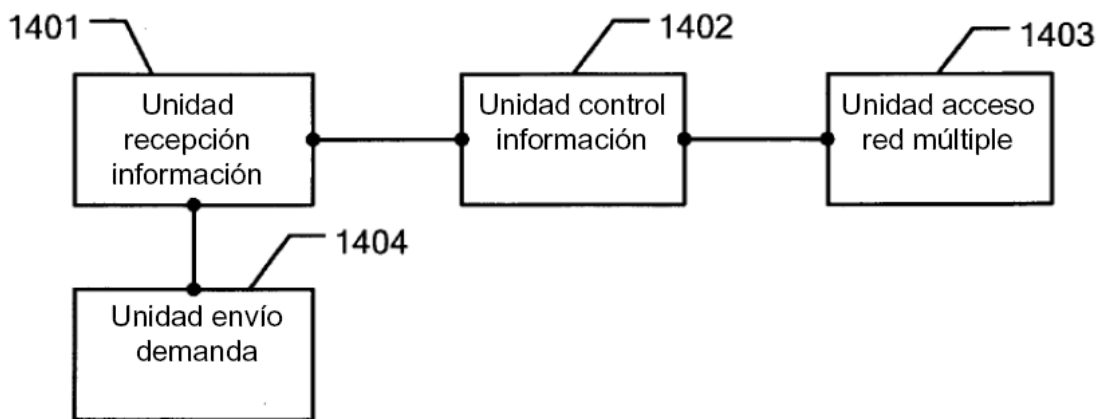 1401
1402
1403
Unidad
recepción
información
Unidad control
información
Unidad acceso
red múltiple
1404
Unidad envío
demanda